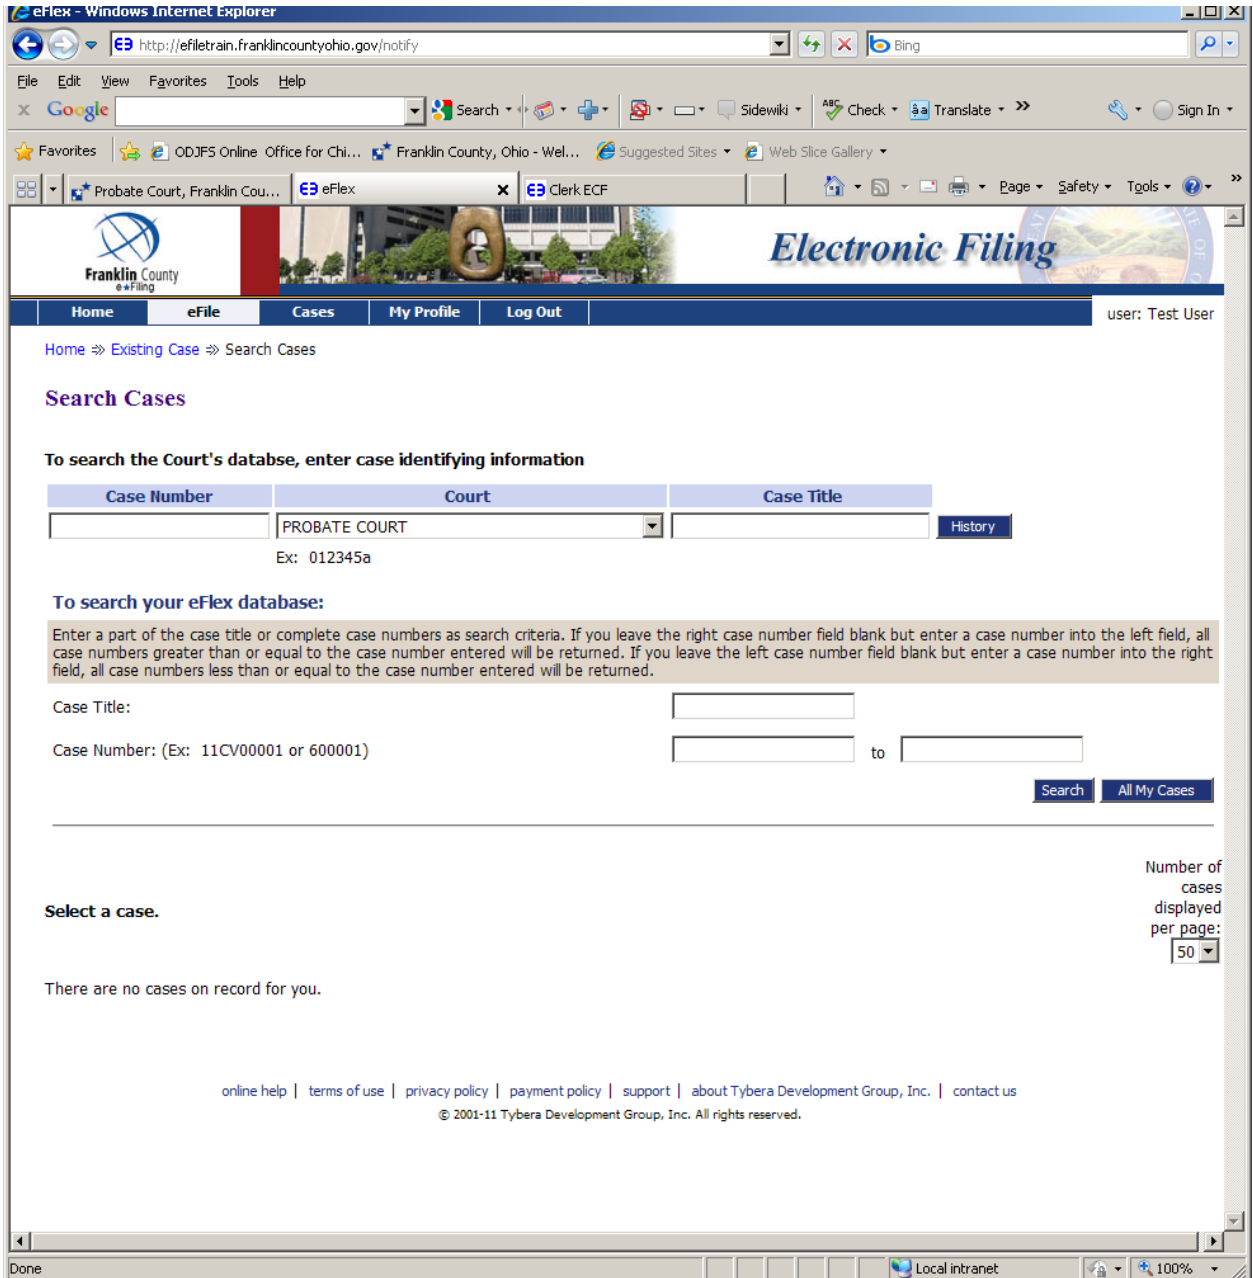 eFlex - Windows Internet Explorer
http://efiletrain.franklincountyohio.gov/notify
Bing
File Edit View Favorites Tools Help
x Google Search Sidewiki ABC Check âa Translate » Sign In
Favorites ODJFS Online Office for Chi... Franklin County, Ohio - Wel... Suggested Sites Web Slice Gallery
Probate Court, Franklin Cou... eFlex x Clerk ECF Page Safety Tools »
Franklin County
e★Filing
Electronic Filing
Home eFile Cases My Profile Log Out
user: Test User
Home ⇒ Existing Case ⇒ Search Cases
Search Cases
To search the Court's databse, enter case identifying information
Case Number Court Case Title
PROBATE COURT History
Ex: 012345a
To search your eFlex database:
Enter a part of the case title or complete case numbers as search criteria. If you leave the right case number field blank but enter a case number into the left field, all
case numbers greater than or equal to the case number entered will be returned. If you leave the left case number field blank but enter a case number into the right
field, all case numbers less than or equal to the case number entered will be returned.
Case Title:
Case Number: (Ex: 11CV00001 or 600001) to
Search All My Cases
Number of
cases
displayed
per page:
50
Select a case.
There are no cases on record for you.
online help | terms of use | privacy policy | payment policy | support | about Tybera Development Group, Inc. | contact us
© 2001-11 Tybera Development Group, Inc. All rights reserved.
Done Local intranet 100%